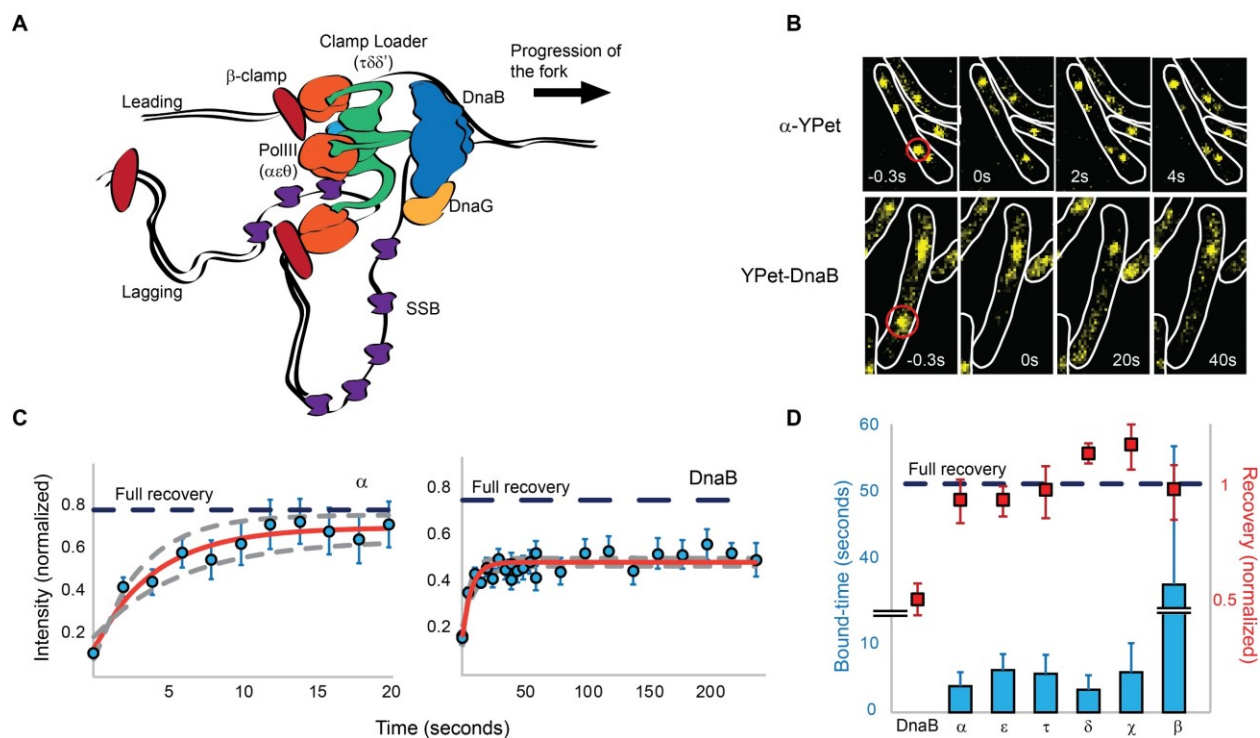 A
Clamp Loader
(τδδ')
Progression of
the fork
β-clamp
DnaB
Leading
PolIII
(αεθ)
DnaG
SSB
Lagging
B
α-YPet
-0.3s
0s
2s
4s
YPet-DnaB
-0.3s
0s
20s
40s
C
Intensity (normalized)
0.8
0.6
0.4
0.2
Full recovery
α
5
10
15
20
0.8
0.6
0.4
0.2
Full recovery
DnaB
50
100
150
200
Time (seconds)
D
Bound-time (seconds)
60
50
40
10
0
Full recovery
1
0.5
Recovery (normalized)
DnaB
α
ε
τ
δ
χ
β